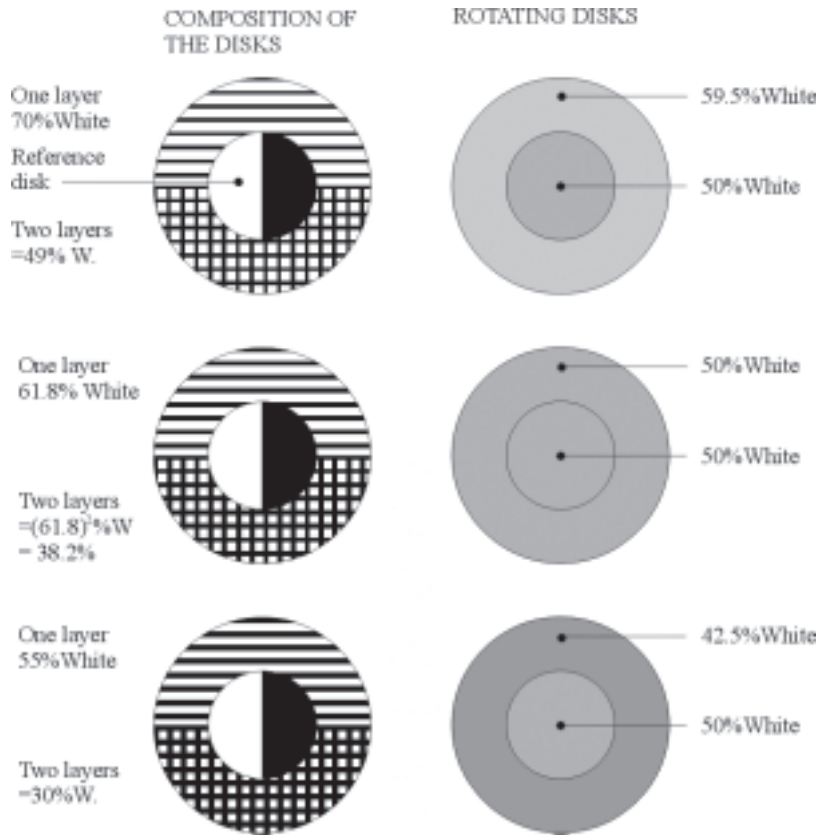 COMPOSITION OF
THE DISKS
ROTATING DISKS
One layer
70%White
Reference
disk
Two layers
=49% W.
59.5%White
50%White
One layer
61.8% White
Two layers
=(61.8)²%W
= 38.2%
50%White
50%White
One layer
55%White
Two layers
=30%W.
42.5%White
50%White